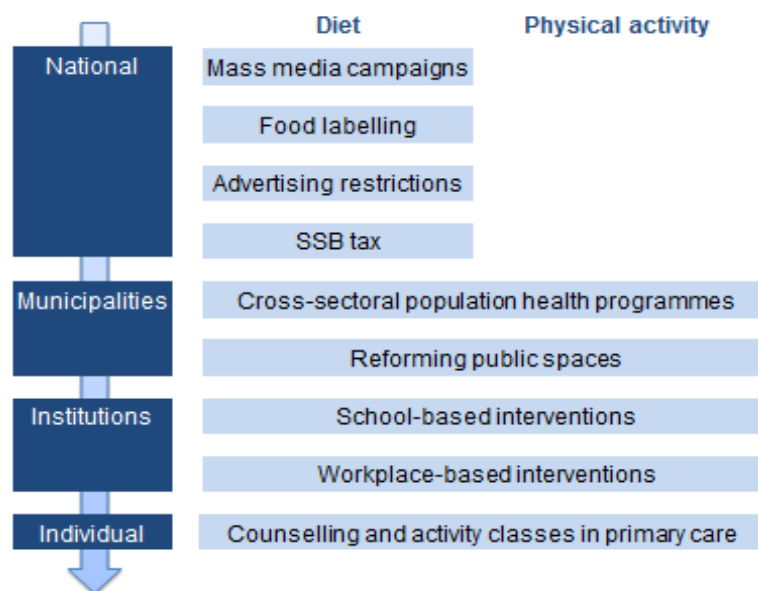 Diet Physical activity
National
Mass media campaigns
Food labelling
Advertising restrictions
SSB tax
Municipalities
Cross-sectoral population health programmes
Reforming public spaces
Institutions
School-based interventions
Workplace-based interventions
Individual
Counselling and activity classes in primary care